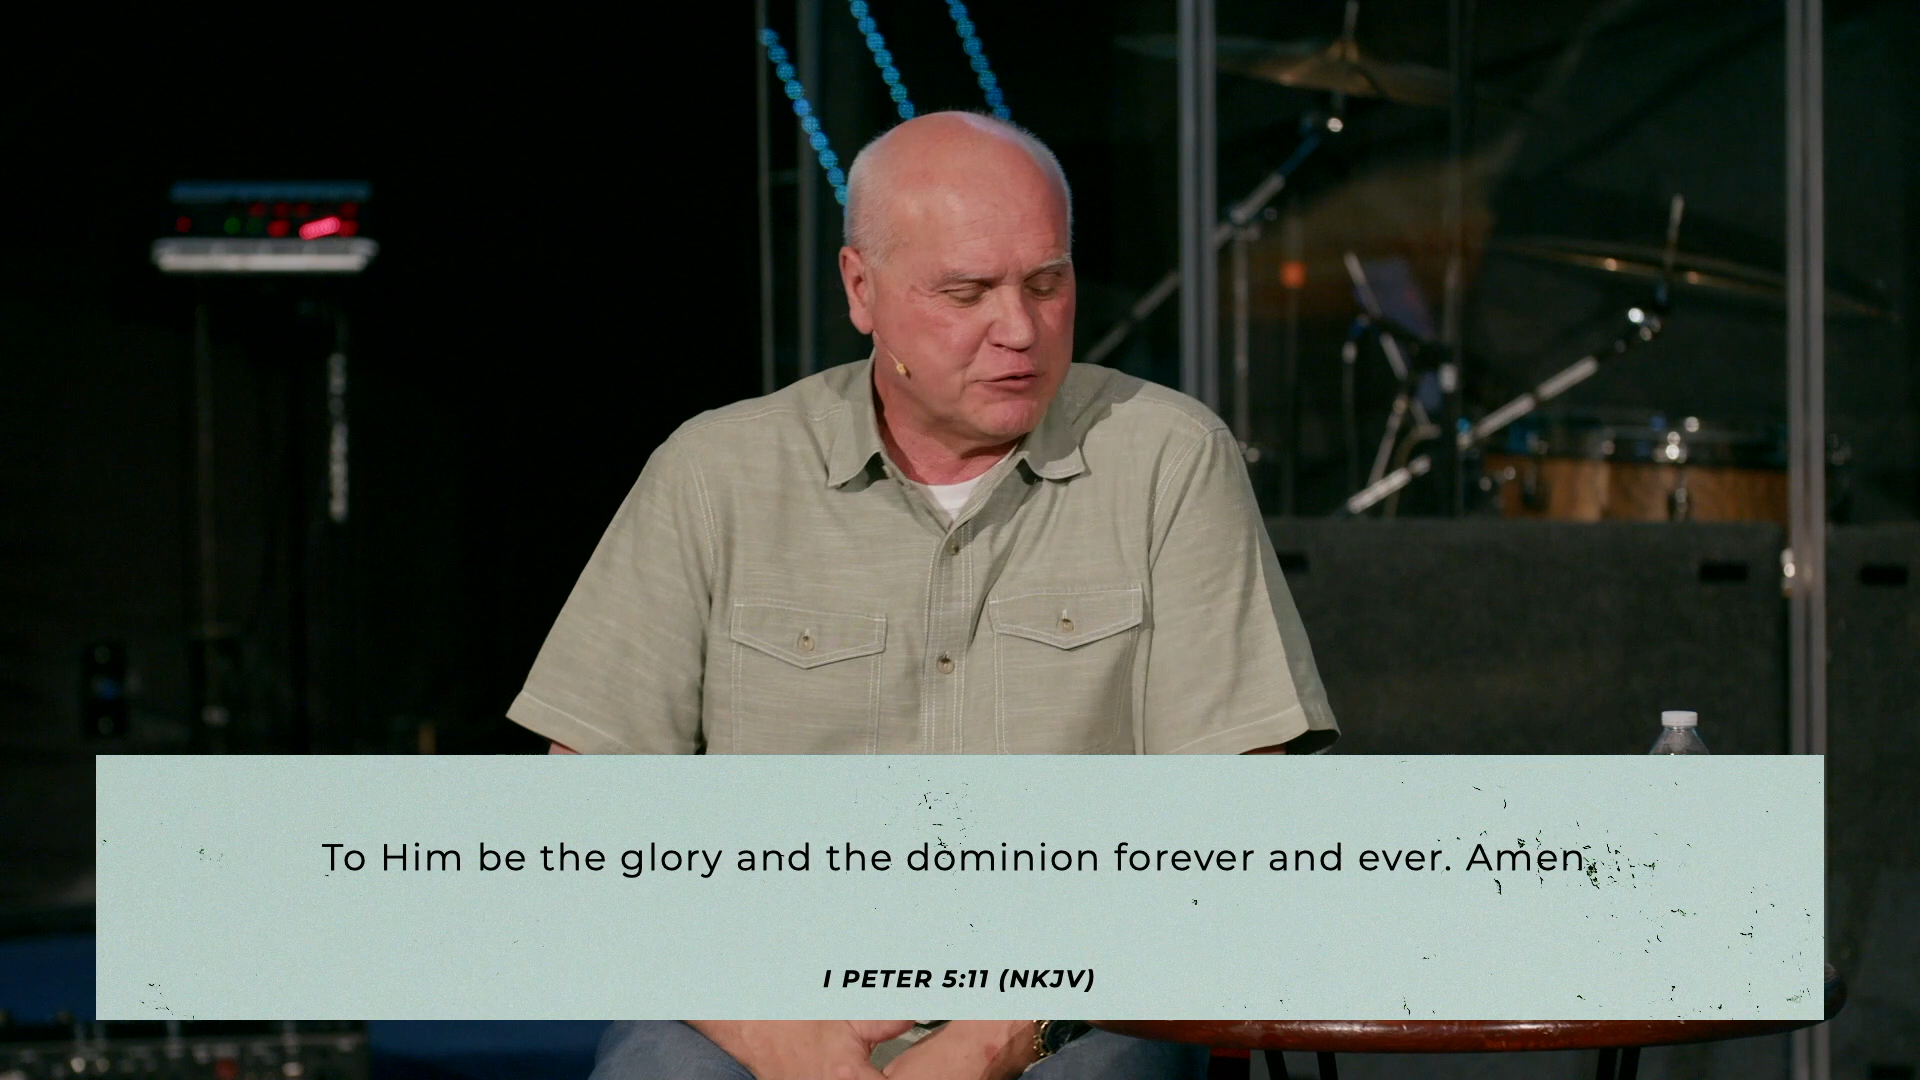 To Him be the glory and the dominion forever and ever. Amen.
I PETER 5:11 (NKJV)